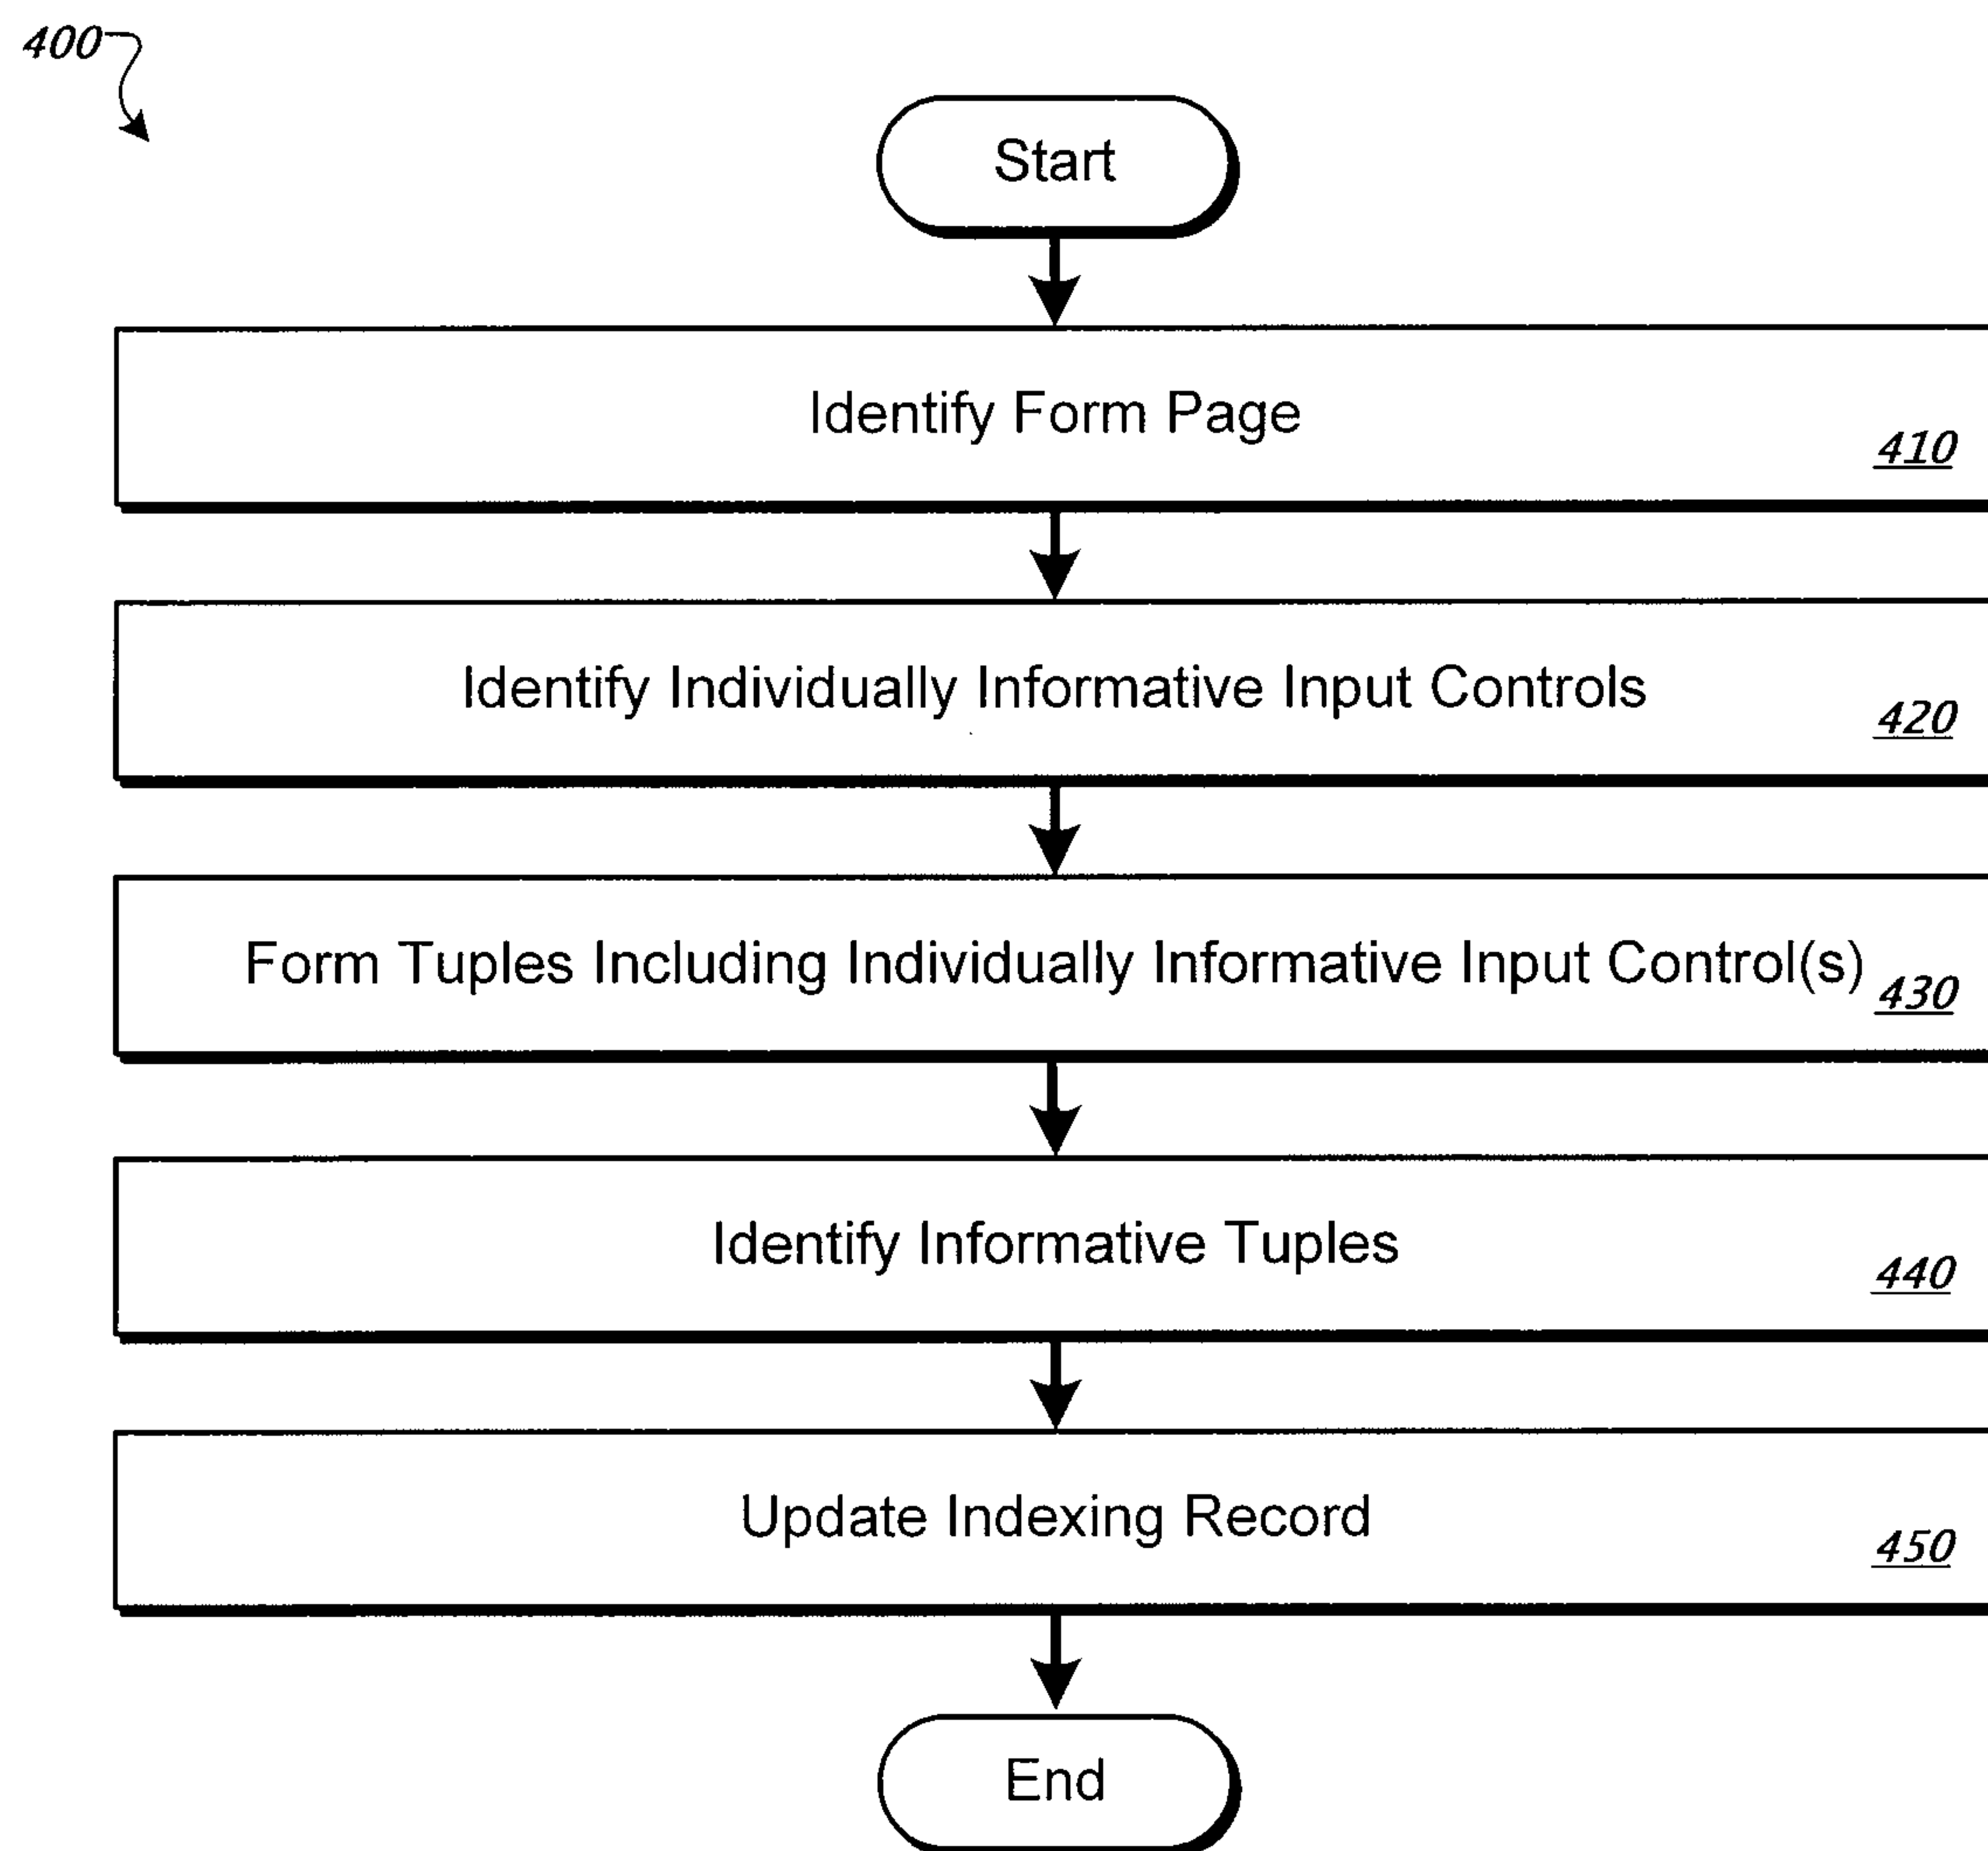 400
Start
Identify Form Page
410
Identify Individually Informative Input Controls
420
Form Tuples Including Individually Informative Input Control(s)
430
Identify Informative Tuples
440
Update Indexing Record
450
End